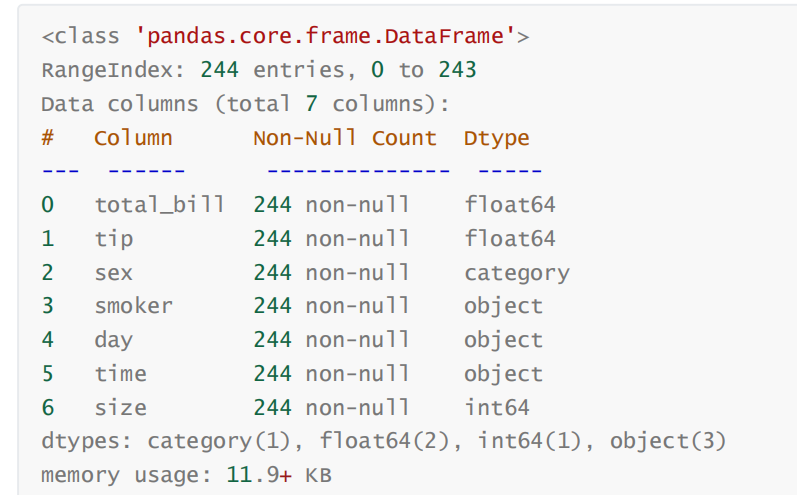 <class 'pandas.core.frame.DataFrame'>
RangeIndex: 244 entries, 0 to 243
Data columns (total 7 columns):
#   Column      Non-Null Count  Dtype
---  ------      --------------  -----
0   total_bill  244 non-null    float64
1   tip         244 non-null    float64
2   sex         244 non-null    category
3   smoker      244 non-null    object
4   day         244 non-null    object
5   time        244 non-null    object
6   size        244 non-null    int64
dtypes: category(1), float64(2), int64(1), object(3)
memory usage: 11.9+ KB